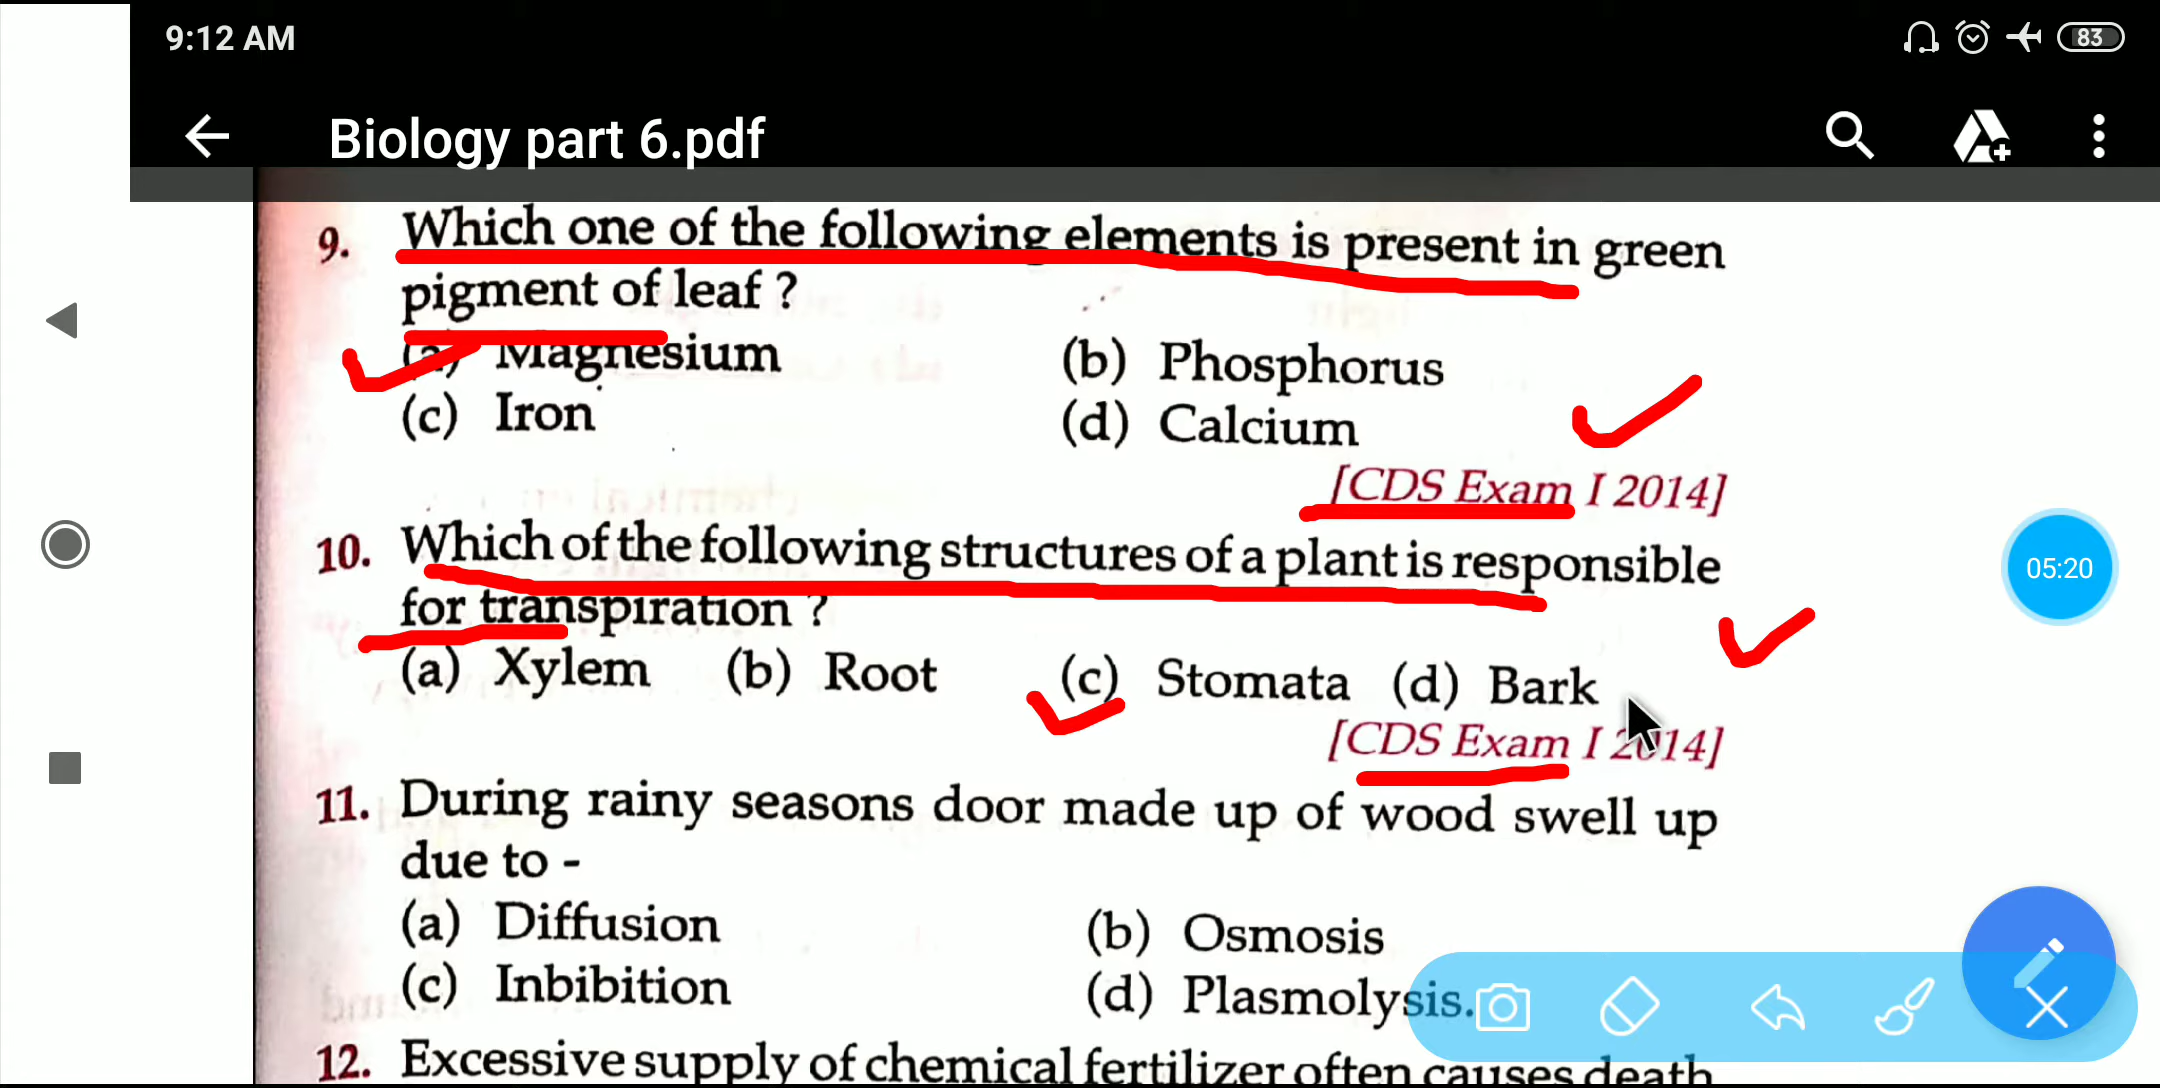 9:12 AM
83
Biology part 6.pdf
9. Which one of the following elements is present in green
pigment of leaf ?
(a) Magnesium (b) Phosphorus
(c) Iron (d) Calcium
[CDS Exam I 2014]
10. Which of the following structures of a plant is responsible
for transpiration ?
(a) Xylem (b) Root (c) Stomata (d) Bark
[CDS Exam I 2014]
05:20
11. During rainy seasons door made up of wood swell up
due to -
(a) Diffusion (b) Osmosis
(c) Inbibition (d) Plasmolysis.
12. Excessive supply of chemical fertilizer often causes death